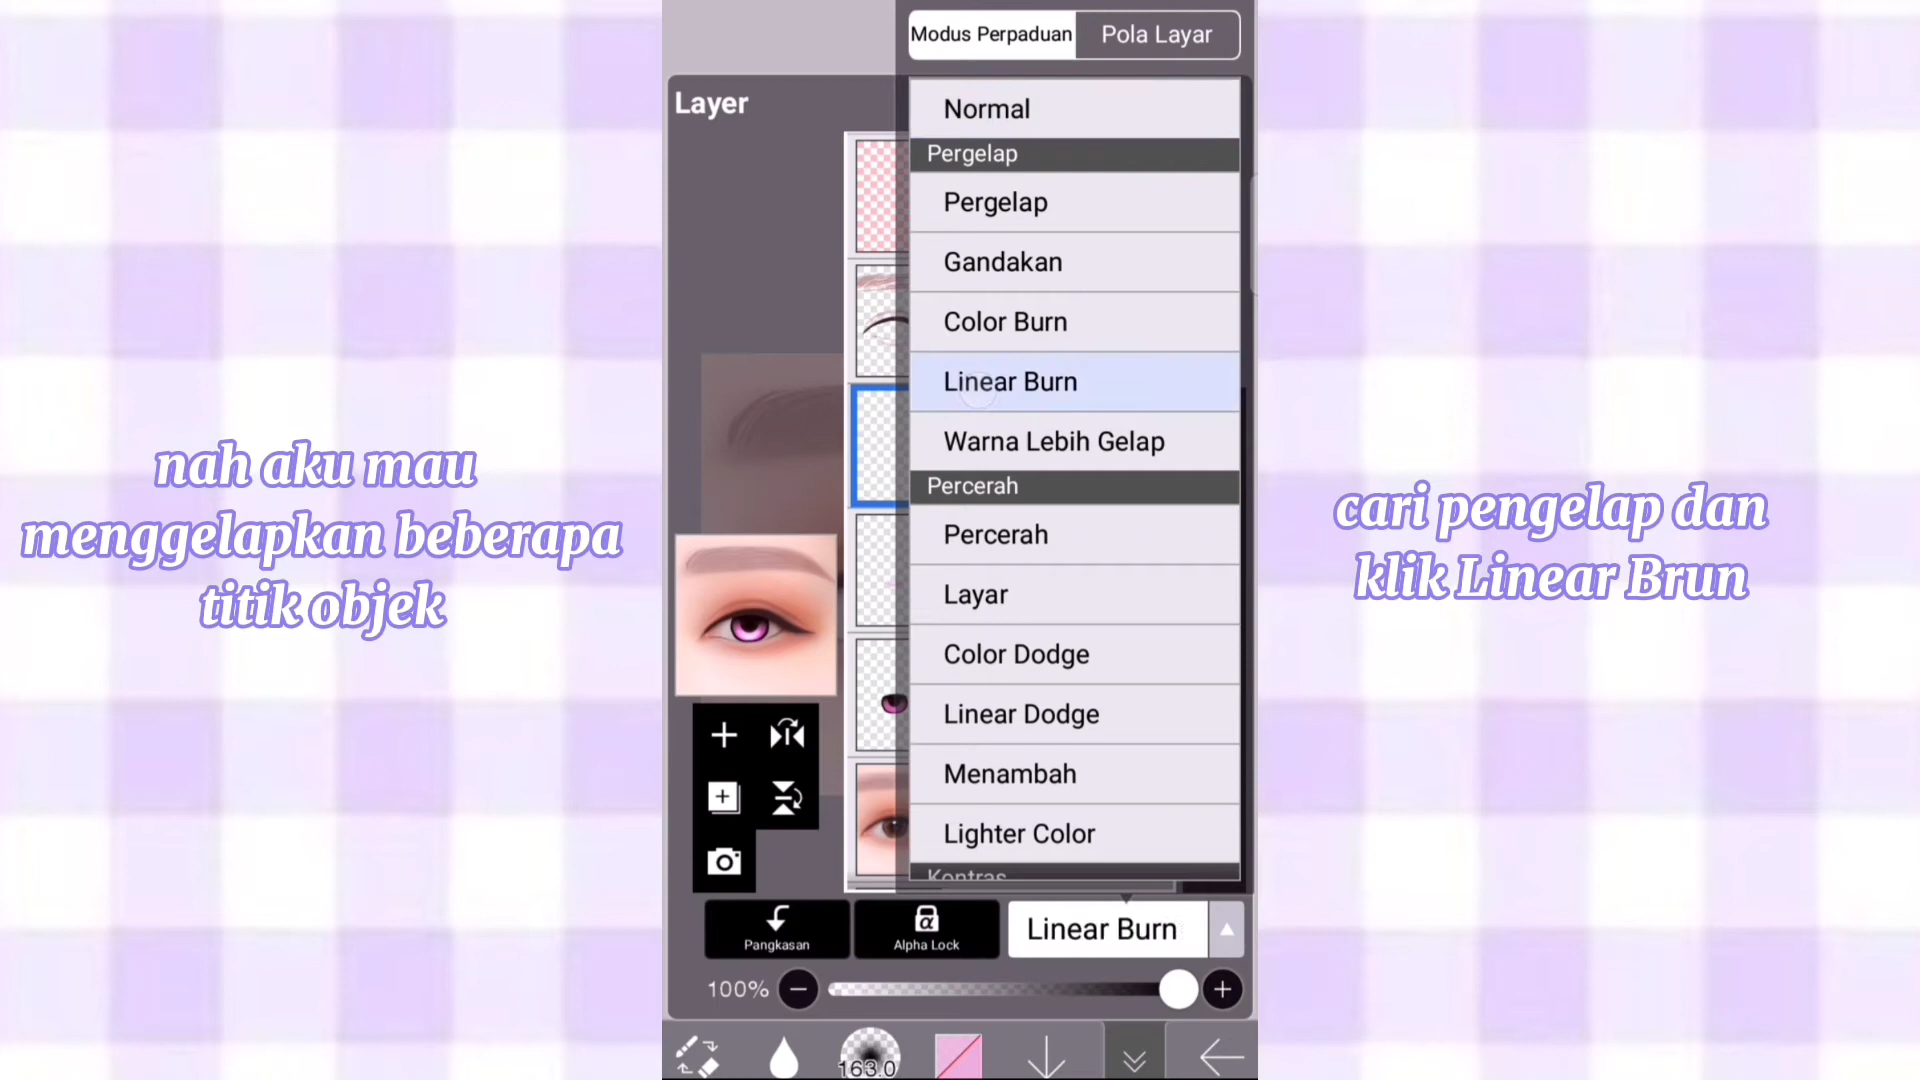 nah aku mau
menggelapkan beberapa
titik objek
Modus Perpaduan
Pola Layar
Layer
Normal
Pergelap
Pergelap
Gandakan
Color Burn
Linear Burn
Warna Lebih Gelap
Percerah
Percerah
Layar
Color Dodge
Linear Dodge
Menambah
Lighter Color
Kontras
Pangkasan
α
Alpha Lock
Linear Burn
100%
163.0
cari pengelap dan
klik Linear Brun